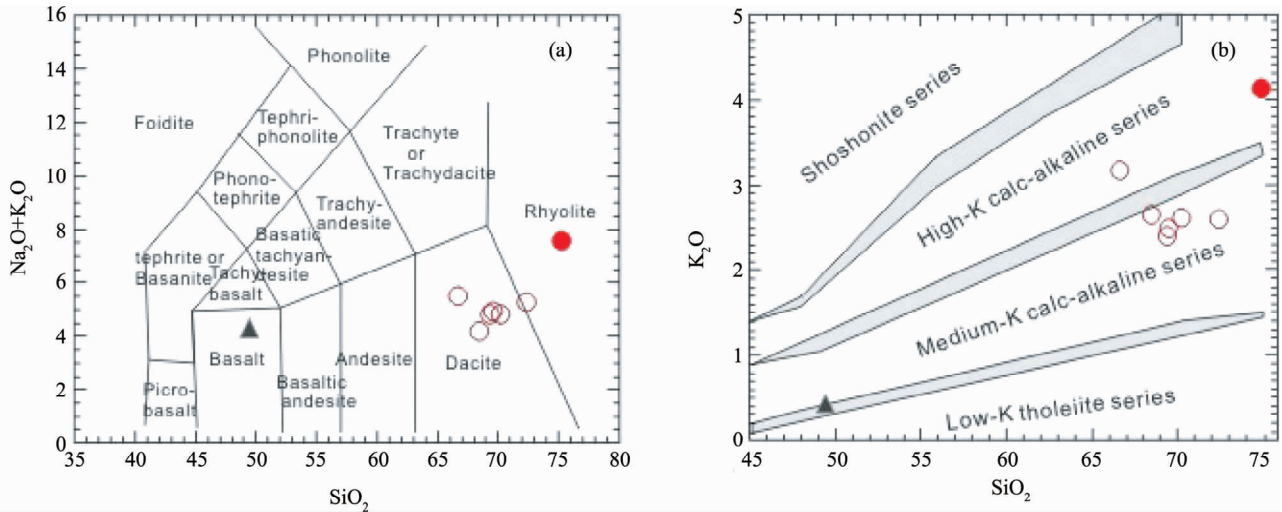 16
14
12
10
8
6
4
2
0
Na₂O+K₂O
35
40
45
50
55
60
65
70
75
80
SiO₂
(a)
Phonolite
Foidite
Tephri-
phonolite
Trachyte
or
Trachydacite
Phono-
tephrite
Trachy-
andesite
Rhyolite
Basatic
tachyan-
desite
tephrite or
Basanite
Tachyt
basalt
Basalt
Andesite
Dacite
Basaltic
andesite
Picro-
basalt
5
4
3
2
1
0
K₂O
45
50
55
60
65
70
75
SiO₂
(b)
Shoshonite series
High-K calc-alkaline series
Medium-K calc-alkaline series
Low-K tholeiite series